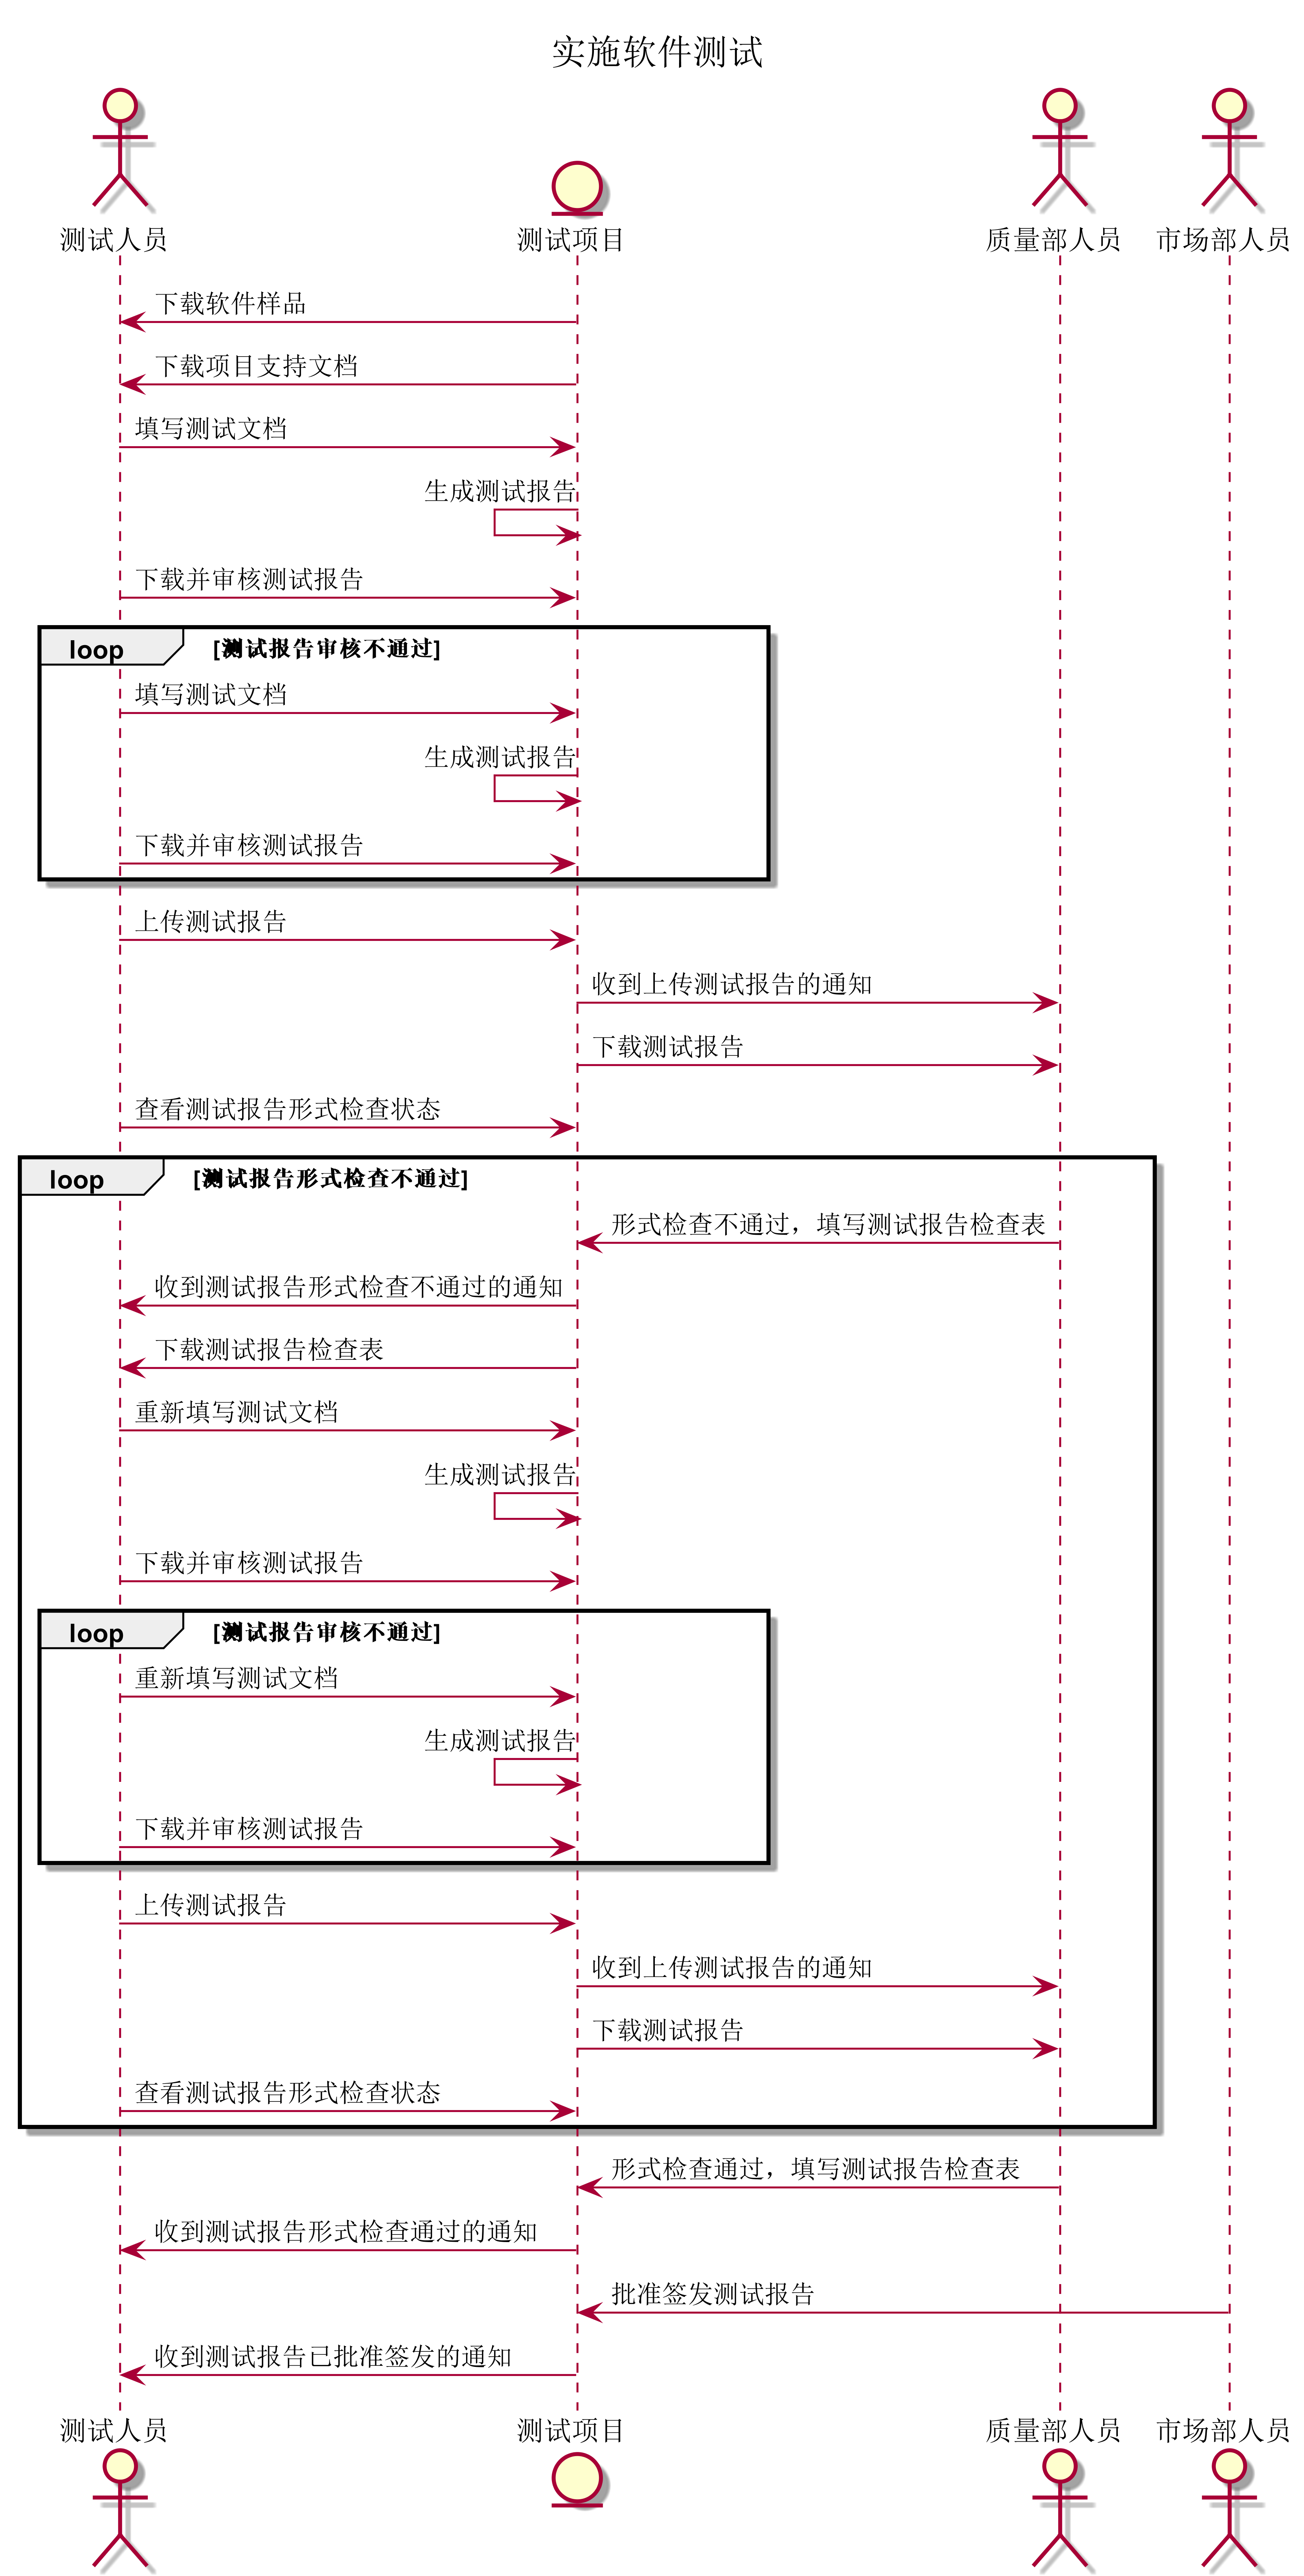 实施软件测试
测试人员
测试项目
质量部人员
市场部人员
下载软件样品
下载项目支持文档
填写测试文档
生成测试报告
下载并审核测试报告
loop
[测试报告审核不通过]
填写测试文档
生成测试报告
下载并审核测试报告
上传测试报告
收到上传测试报告的通知
下载测试报告
查看测试报告形式检查状态
loop
[测试报告形式检查不通过]
形式检查不通过，填写测试报告检查表
收到测试报告形式检查不通过的通知
下载测试报告检查表
重新填写测试文档
生成测试报告
下载并审核测试报告
loop
[测试报告审核不通过]
重新填写测试文档
生成测试报告
下载并审核测试报告
上传测试报告
收到上传测试报告的通知
下载测试报告
查看测试报告形式检查状态
形式检查通过，填写测试报告检查表
收到测试报告形式检查通过的通知
批准签发测试报告
收到测试报告已批准签发的通知
测试人员
测试项目
质量部人员
市场部人员